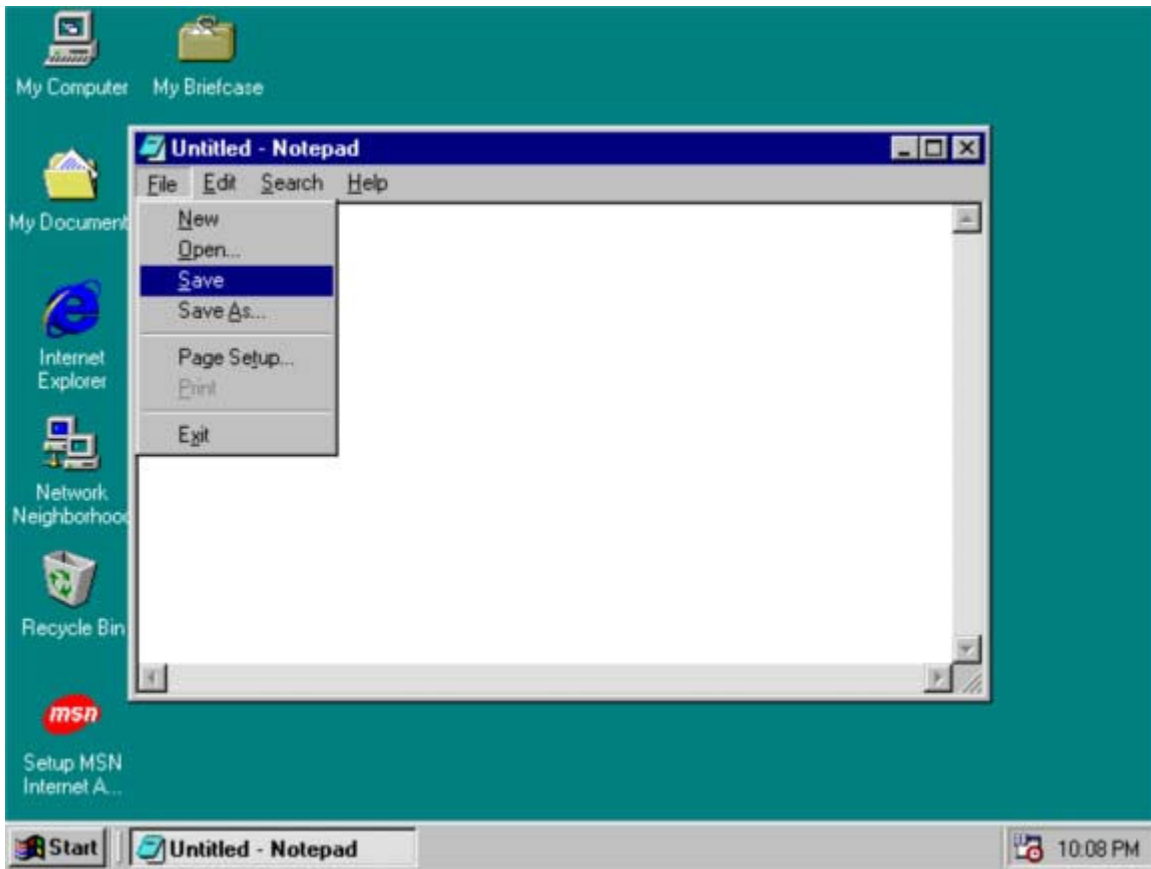 My Computer
My Briefcase
Untitled - Notepad
File Edit Search Help
My Document
New
Open...
Save
Save As...
Page Setup...
Print
Exit
Internet
Explorer
Network
Neighborhood
Recycle Bin
msn
Setup MSN
Internet A...
Start
Untitled - Notepad
10:08 PM